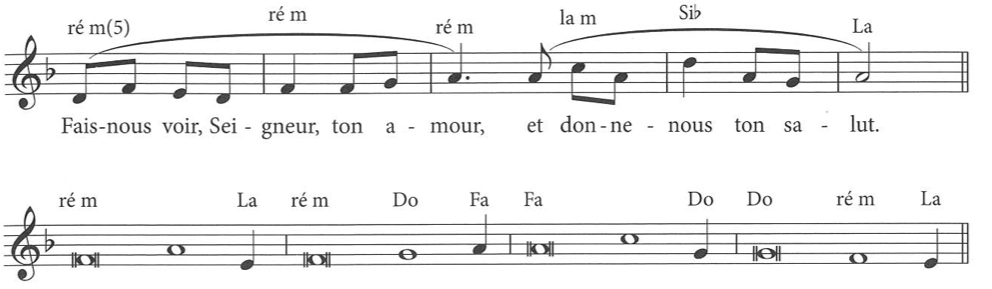 ré m(5) ré m ré m la m Si♭ La
Fais-nous voir, Sei - gneur, ton a - mour, et don-ne - nous ton sa - lut.
ré m La ré m Do Fa Fa Do Do ré m La